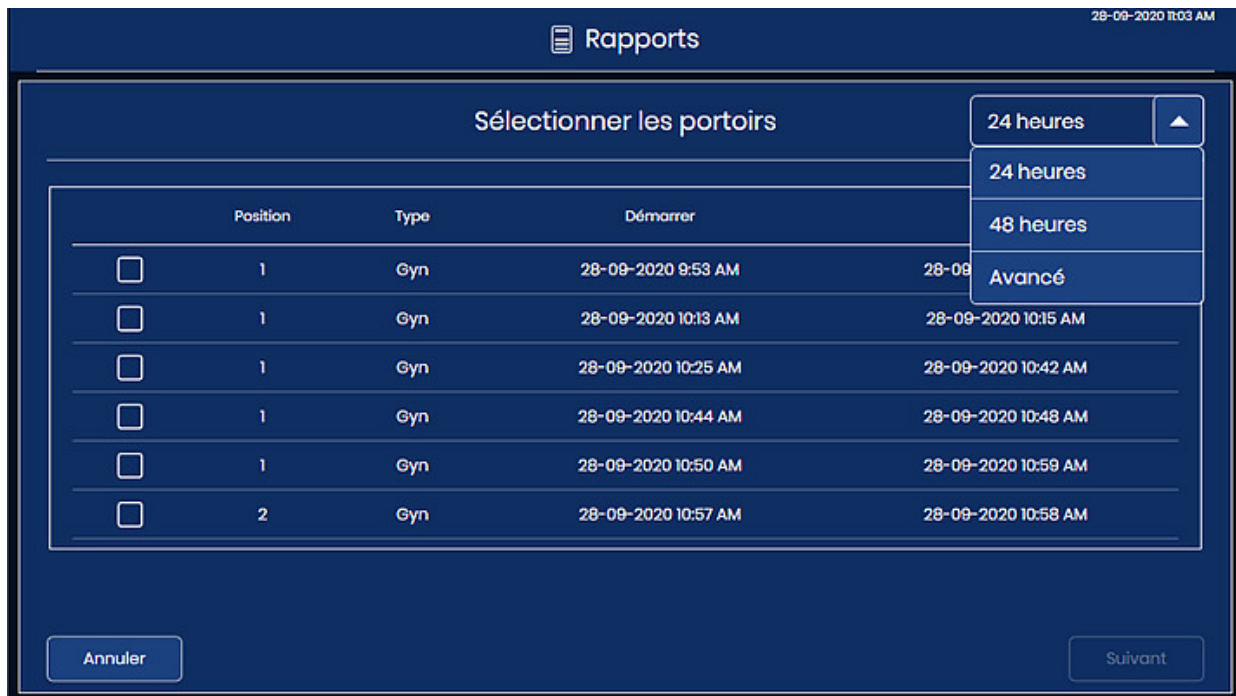 28-09-2020 11:03 AM
Rapports
Sélectionner les portoirs
24 heures
24 heures
48 heures
Avancé
Position Type Démarrer
1 Gyn 28-09-2020 9:53 AM 28-09
1 Gyn 28-09-2020 10:13 AM 28-09-2020 10:15 AM
1 Gyn 28-09-2020 10:25 AM 28-09-2020 10:42 AM
1 Gyn 28-09-2020 10:44 AM 28-09-2020 10:48 AM
1 Gyn 28-09-2020 10:50 AM 28-09-2020 10:59 AM
2 Gyn 28-09-2020 10:57 AM 28-09-2020 10:58 AM
Annuler Suivant